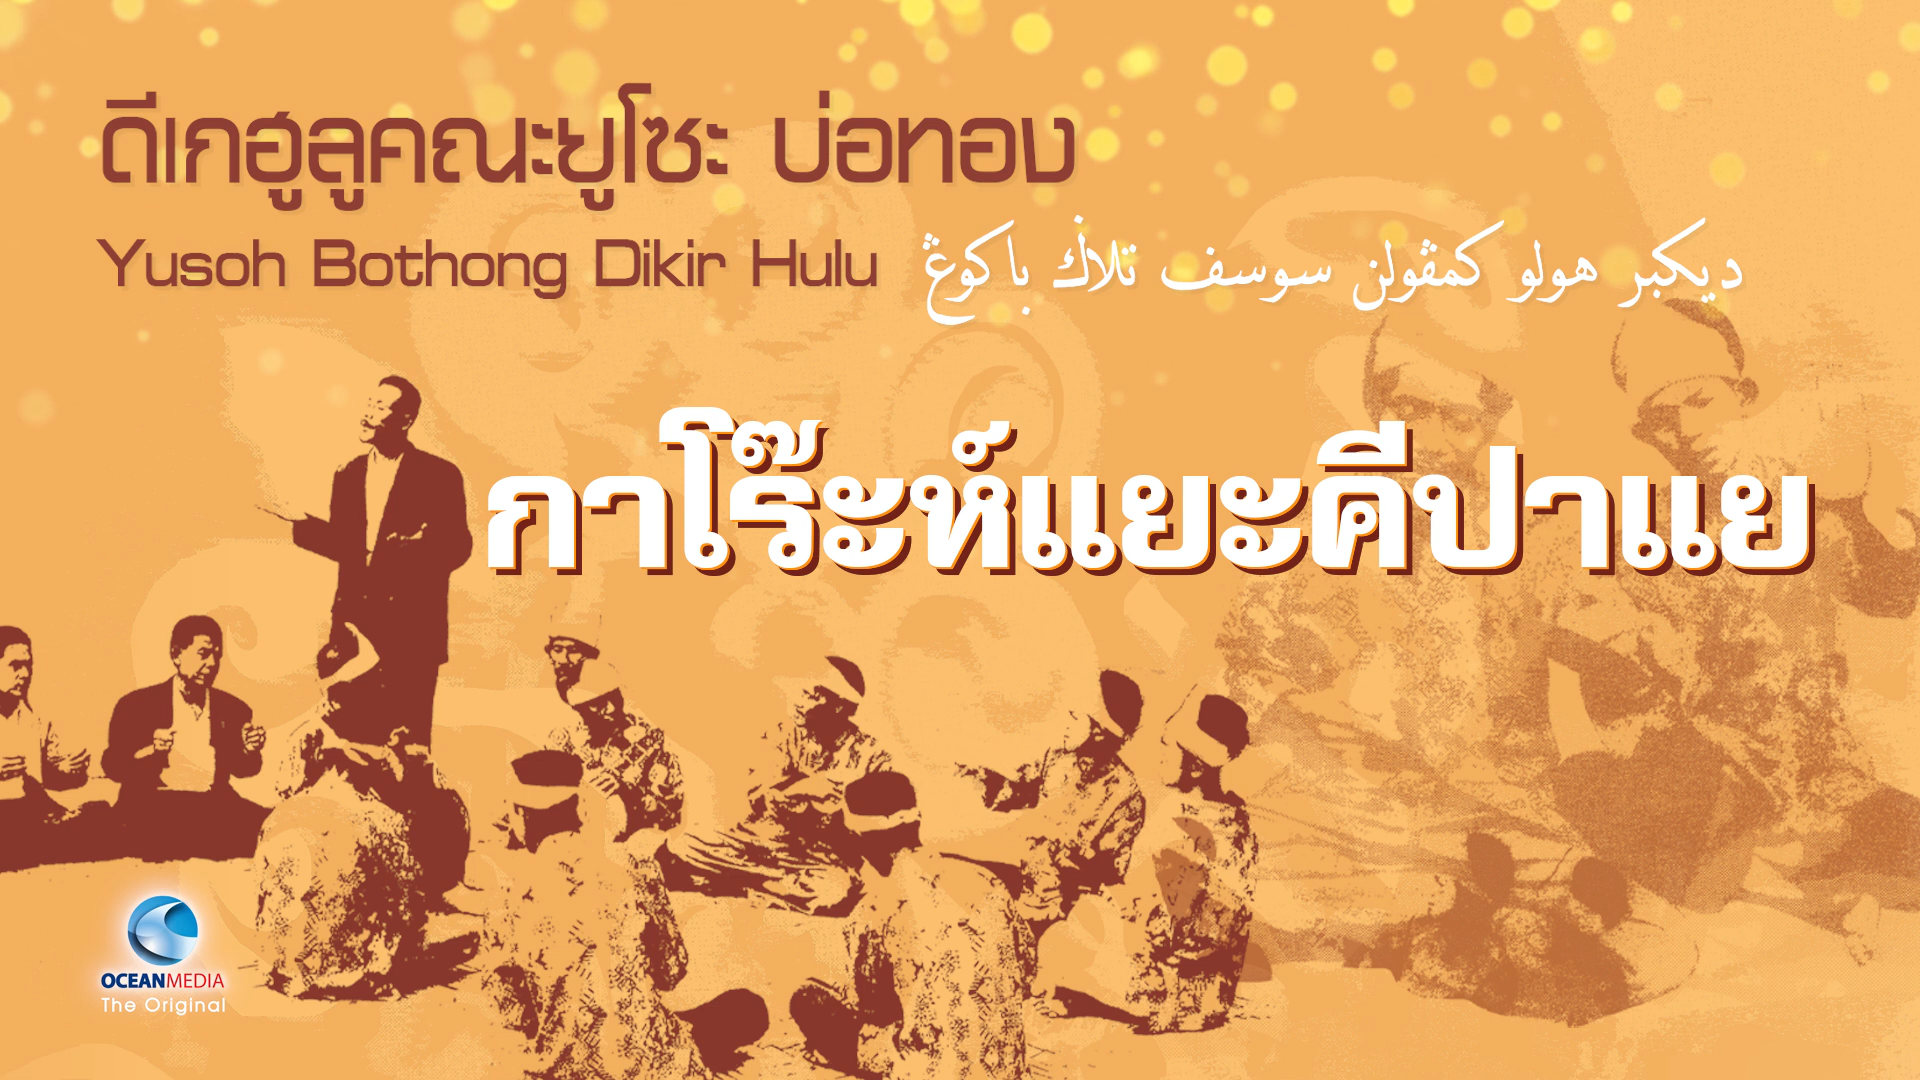 ดีเกฮูลูคณะยูโซะ บ่อทอง
Yusoh Bothong Dikir Hulu
ديكير هولو كمڤولن سوسف تلاݢ باكوڠ
กาโร๊ะห์แยะคีปาแย
OCEANMEDIA
The Original